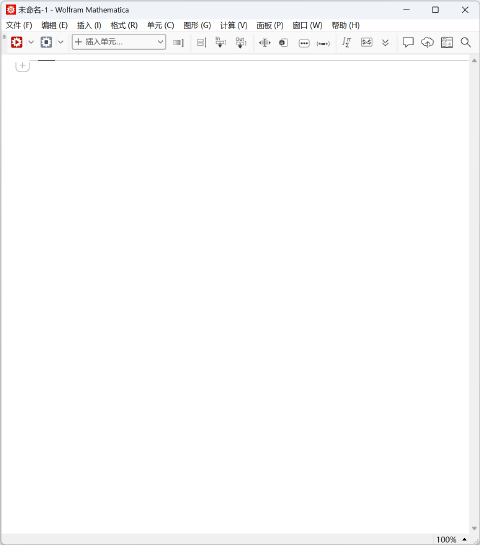 未命名-1 - Wolfram Mathematica
文件 (F) 编辑 (E) 插入 (I) 格式 (R) 单元 (C) 图形 (G) 计算 (V) 面板 (P) 窗口 (W) 帮助 (H)
插入单元...
100%